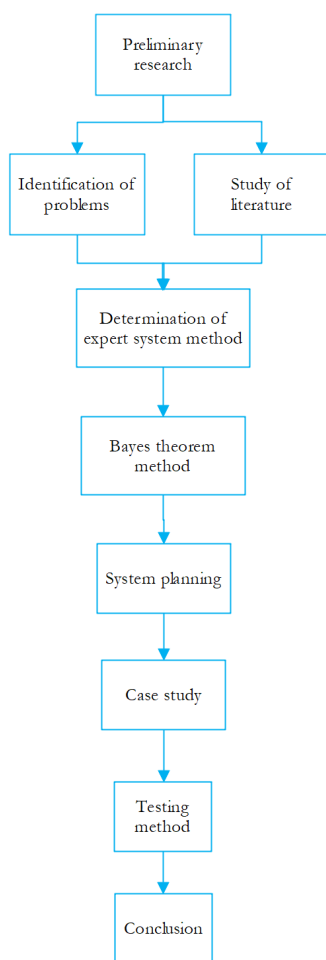 Preliminary
research
Identification of
problems
Study of
literature
Determination of
expert system method
Bayes theorem
method
System planning
Case study
Testing
method
Conclusion